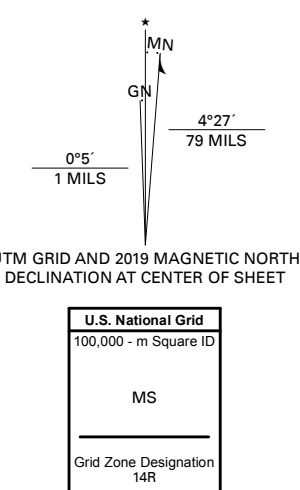 ★
MN
GN
4°27´
79 MILS
0°5´
1 MILS
UTM GRID AND 2019 MAGNETIC NORTH
DECLINATION AT CENTER OF SHEET
U.S. National Grid
100,000 - m Square ID
MS
Grid Zone Designation
14R